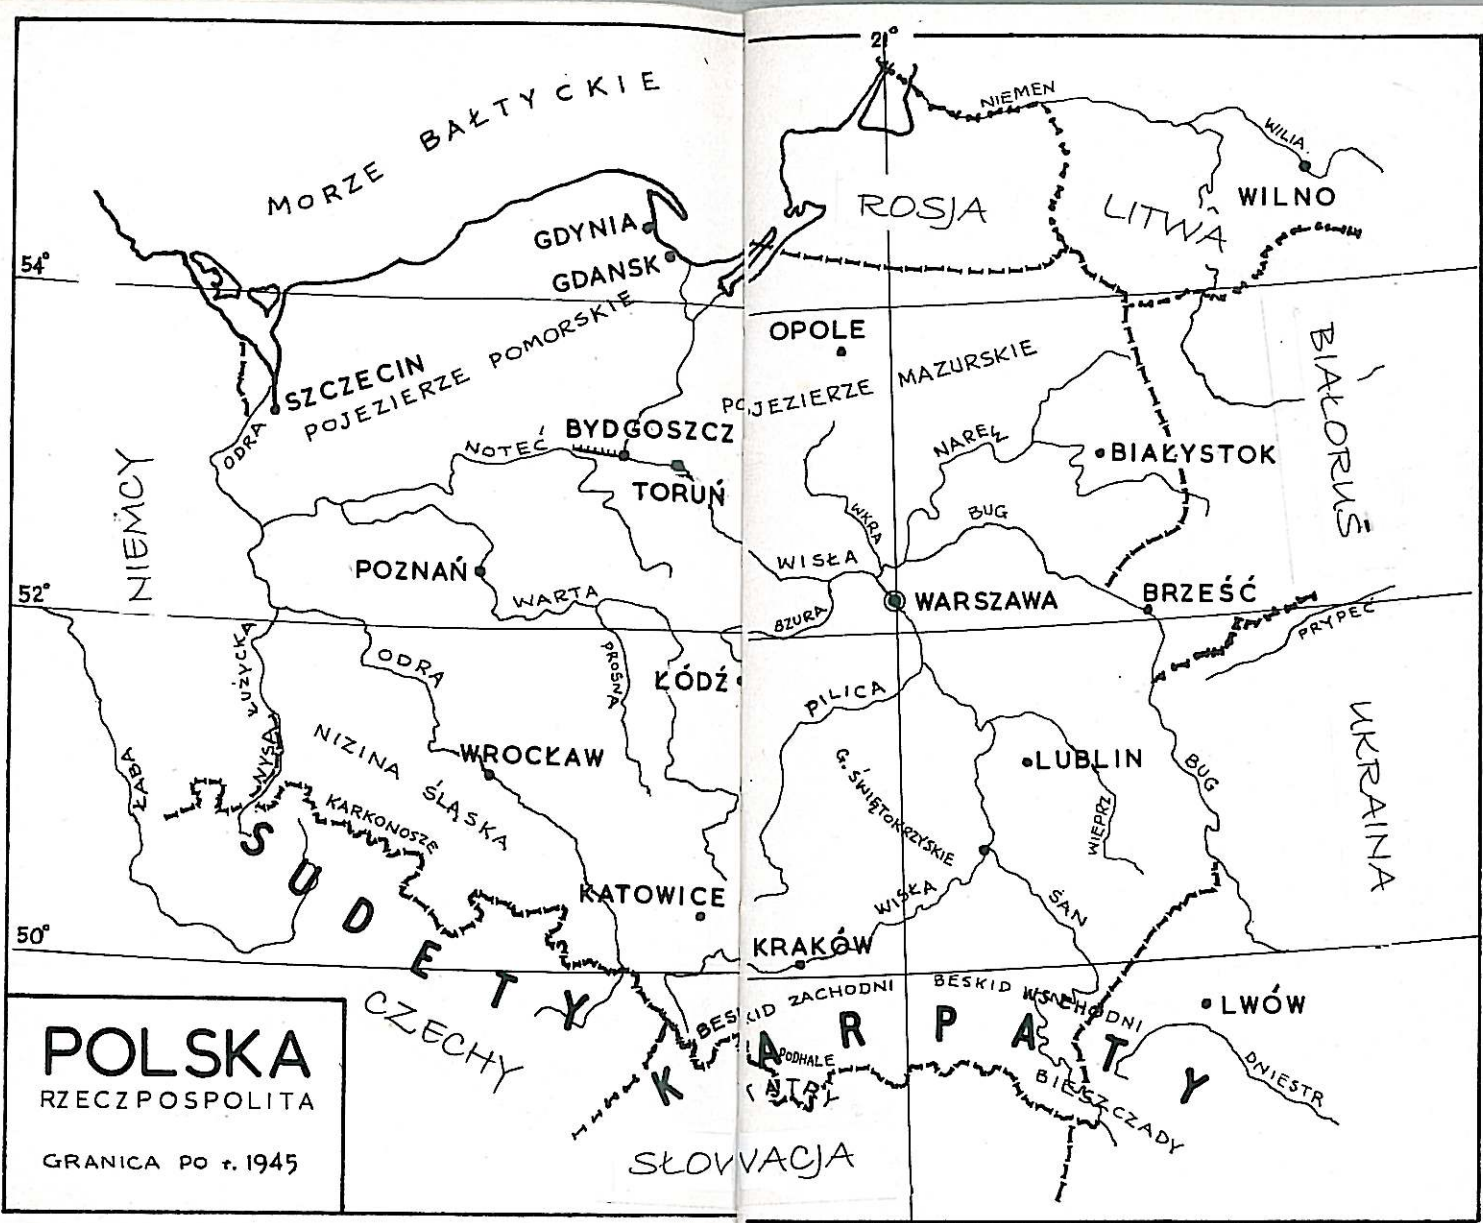 21°
MORZE BAŁTYCKIE
NIEMEN
WILIA
WILNO
ROSJA
LITWA
GDYNIA
GDANSK
54°
OPOLE
POJEZIERZE POMORSKIE
SZCZECIN
POJEZIERZE MAZURSKIE
BIAŁORUŚ
ODRA
NOTEĆ
BYDGOSZCZ
TORUŃ
NAREW
BIAŁYSTOK
NIEMCY
WKRA
BUG
POZNAŃ
WISŁA
WARTA
BZURA
WARSZAWA
BRZEŚĆ
52°
PRYPEĆ
ŁUŻYCKA
NYSA
ODRA
PROSNA
ŁÓDŹ
PILICA
UKRAINA
NIZINA ŚLĄSKA
WROCŁAW
G. ŚWIĘTOKRZYSKIE
LUBLIN
BUG
ŁABA
KARKONOSZE
WIEPRZ
SUDETY
KATOWICE
WISŁA
SAN
50°
KRAKÓW
BESKID ZACHODNI
BESKID WSCHODNI
LWÓW
CZECHY
KARPATY
PODHALE
TATRY
BIESZCZADY
DNIESTR
SŁOWACJA
POLSKA
RZECZPOSPOLITA
GRANICA PO r. 1945